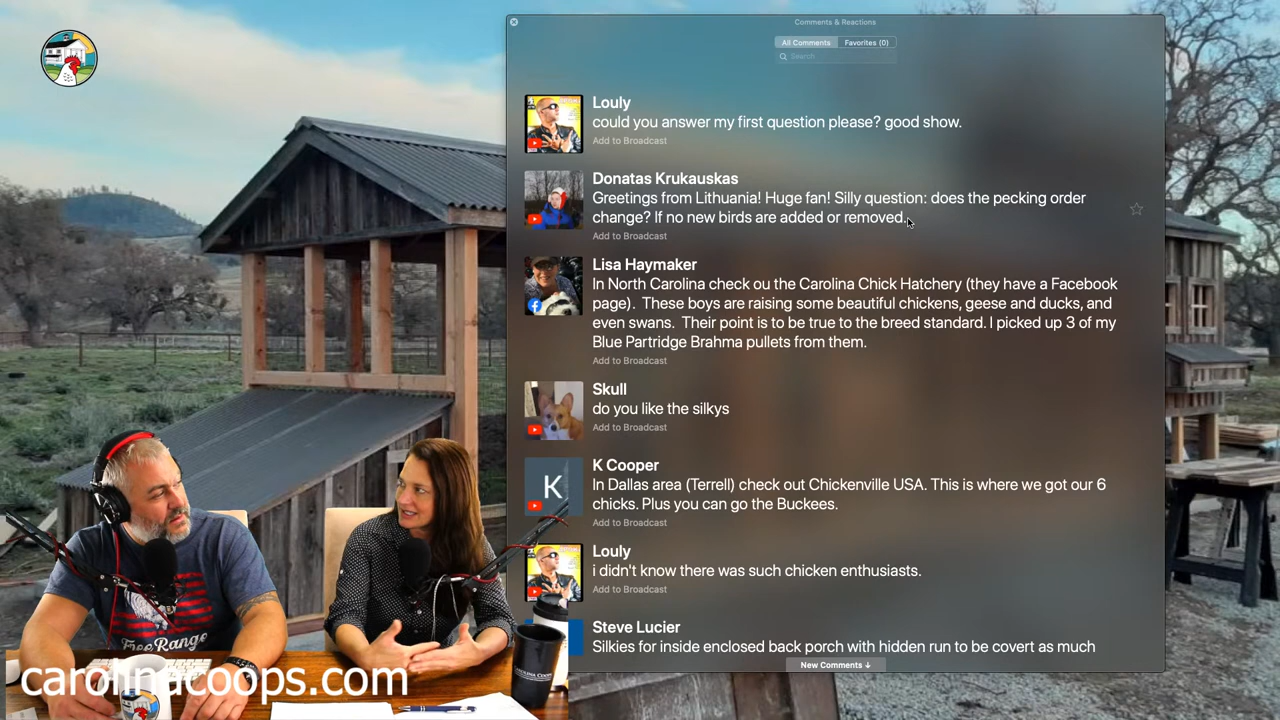 Comments & Reactions
All Comments
Favorites (0)
Search
Louly
could you answer my first question please? good show.
Add to Broadcast
Donatas Krukauskas
Greetings from Lithuania! Huge fan! Silly question: does the pecking order
change? If no new birds are added or removed.
Add to Broadcast
Lisa Haymaker
In North Carolina check ou the Carolina Chick Hatchery (they have a Facebook
page). These boys are raising some beautiful chickens, geese and ducks, and
even swans. Their point is to be true to the breed standard. I picked up 3 of my
Blue Partridge Brahma pullets from them.
Add to Broadcast
Skull
do you like the silkys
Add to Broadcast
K
K Cooper
In Dallas area (Terrell) check out Chickenville USA. This is where we got our 6
chicks. Plus you can go the Buckees.
Add to Broadcast
Louly
i didn't know there was such chicken enthusiasts.
Add to Broadcast
Steve Lucier
Silkies for inside enclosed back porch with hidden run to be covert as much
New Comments ↓
Free Range
CAROLINA COOPS
carolinacoops.com